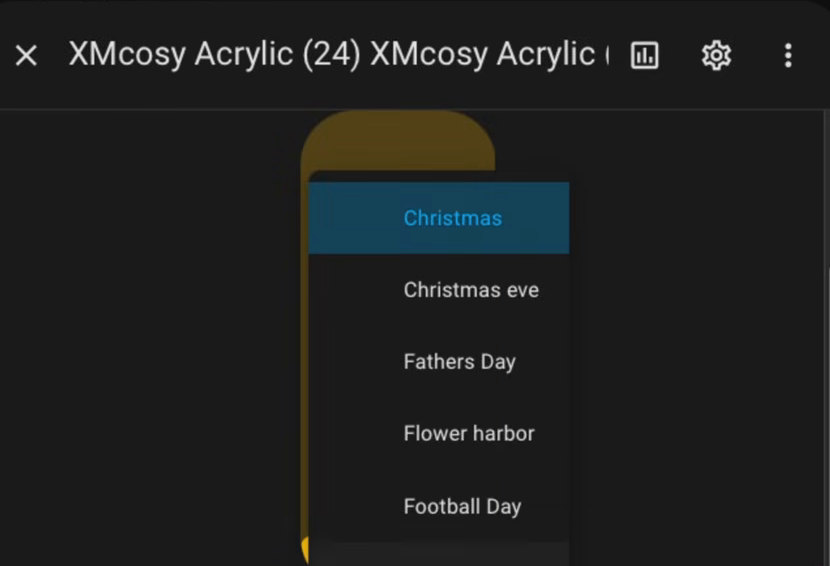 XMcosy Acrylic (24) XMcosy Acrylic (
Christmas
Christmas eve
Fathers Day
Flower harbor
Football Day